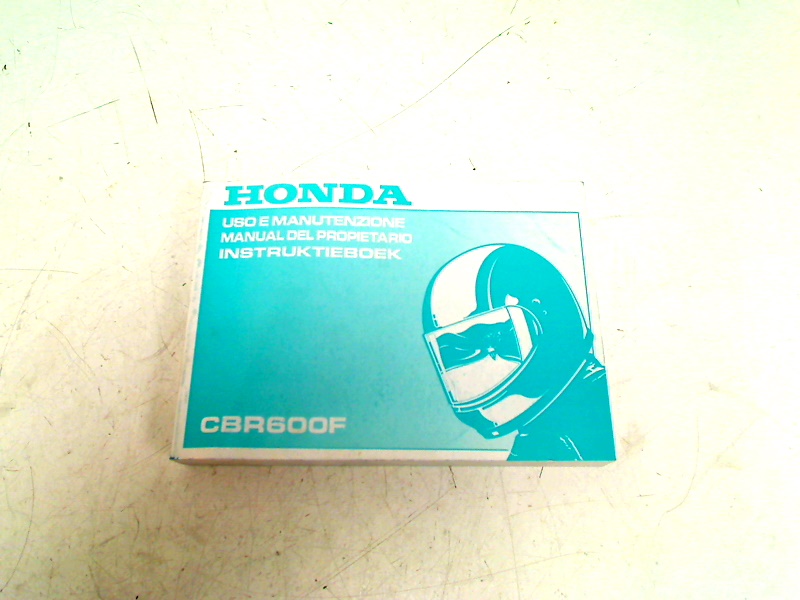 HONDA
USO E MANUTENZIONE
MANUAL DEL PROPIETARIO
INSTRUKTIEBOEK
CBR600F